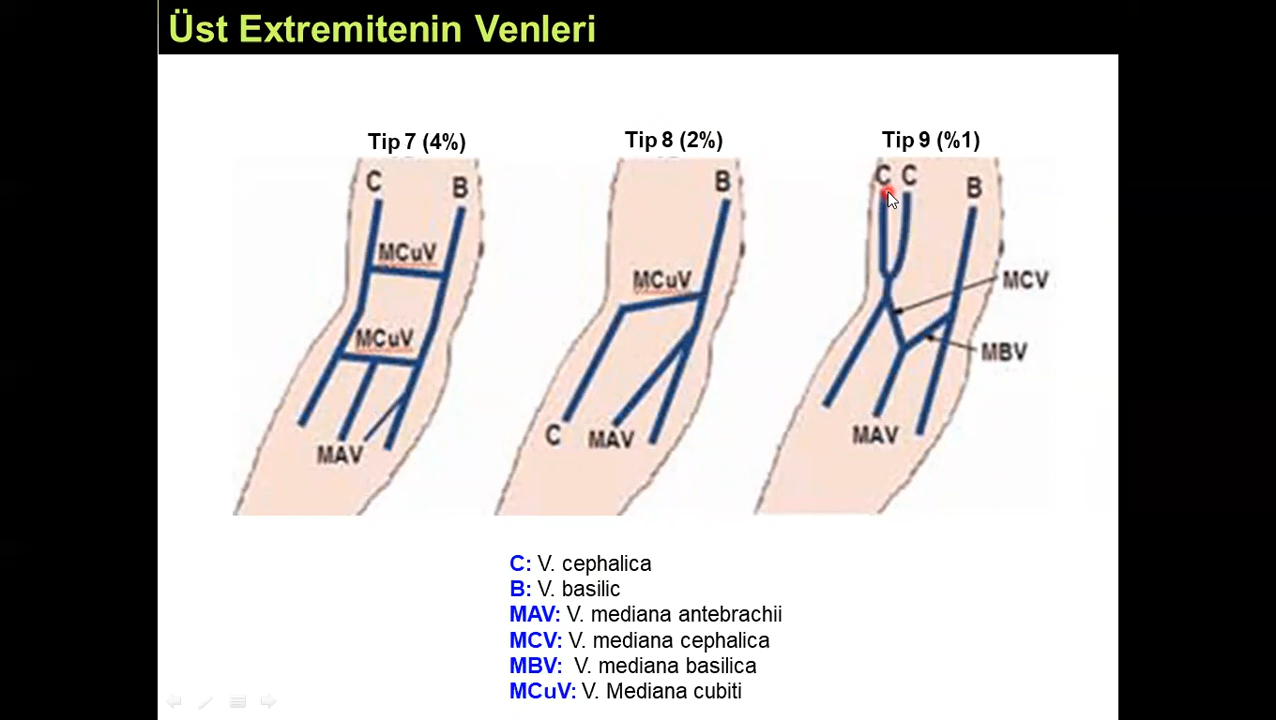 Üst Extremitenin Venleri
Tip 7 (4%)
C
B
MCuV
MCuV
MAV
Tip 8 (2%)
B
MCuV
C
MAV
Tip 9 (%1)
C C
B
MCV
MBV
MAV
C: V. cephalica
B: V. basilic
MAV: V. mediana antebrachii
MCV: V. mediana cephalica
MBV: V. mediana basilica
MCuV: V. Mediana cubiti